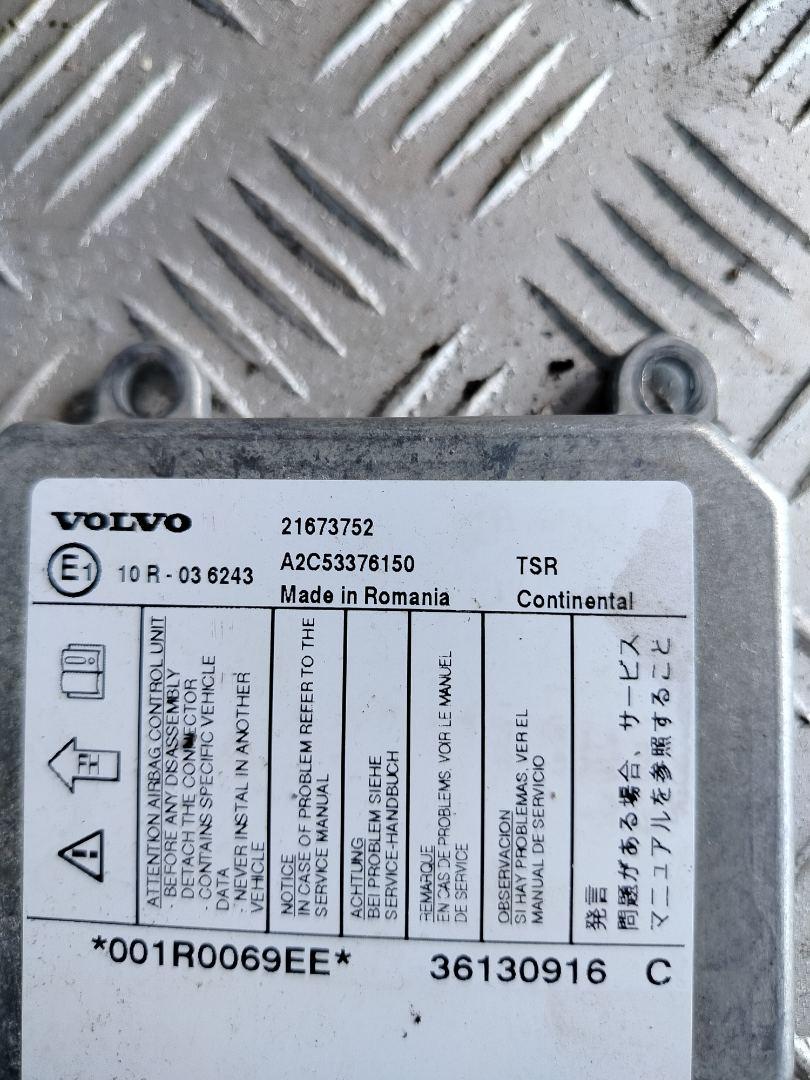 VOLVO
21673752
E1 10 R - 03 6243
A2C53376150
TSR
Made in Romania
Continental
ATTENTION AIRBAG CONTROL UNIT
- BEFORE ANY DISASSEMBLY
DETACH THE CONNECTOR
- CONTAINS SPECIFIC VEHICLE
DATA
- NEVER INSTAL IN ANOTHER
VEHICLE
NOTICE
IN CASE OF PROBLEM REFER TO THE
SERVICE MANUAL
ACHTUNG
BEI PROBLEM SIEHE
SERVICE-HANDBUCH
REMARQUE
EN CAS DE PROBLEMS, VOIR LE MANUEL
DE SERVICE
OBSERVACION
SI HAY PROBLEMAS, VER EL
MANUAL DE SERVICIO
発言
問題がある場合、サービス
マニュアルを参照すること
*001R0069EE*
36130916 C